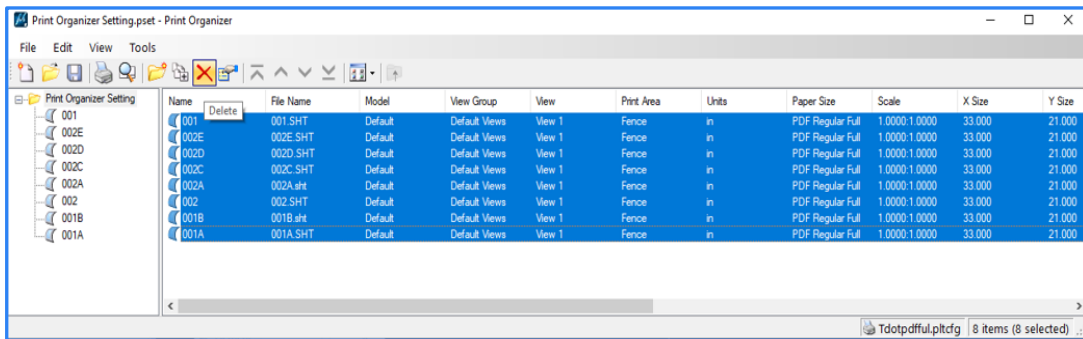 Print Organizer Setting.pset - Print Organizer
File Edit View Tools
Print Organizer Setting
001
002E
002D
002C
002A
002
001B
001A
Name File Name Model View Group View Print Area Units Paper Size Scale X Size Y Size
Delete
001 001.SHT Default Default Views View 1 Fence in PDF Regular Full 1.0000:1.0000 33.000 21.000
002E 002E.SHT Default Default Views View 1 Fence in PDF Regular Full 1.0000:1.0000 33.000 21.000
002D 002D.SHT Default Default Views View 1 Fence in PDF Regular Full 1.0000:1.0000 33.000 21.000
002C 002C.SHT Default Default Views View 1 Fence in PDF Regular Full 1.0000:1.0000 33.000 21.000
002A 002A.sht Default Default Views View 1 Fence in PDF Regular Full 1.0000:1.0000 33.000 21.000
002 002.SHT Default Default Views View 1 Fence in PDF Regular Full 1.0000:1.0000 33.000 21.000
001B 001B.sht Default Default Views View 1 Fence in PDF Regular Full 1.0000:1.0000 33.000 21.000
001A 001A.SHT Default Default Views View 1 Fence in PDF Regular Full 1.0000:1.0000 33.000 21.000
Tdotpdfful.pltcfg 8 items (8 selected)